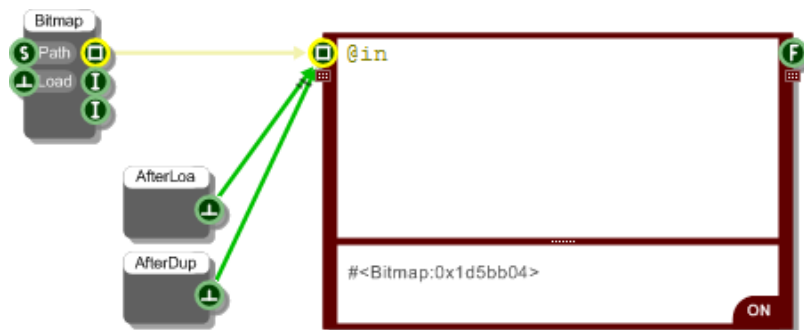 Bitmap
S Path
Load I
I
@in
F
AfterLoa
AfterDup
#<Bitmap:0x1d5bb04>
ON